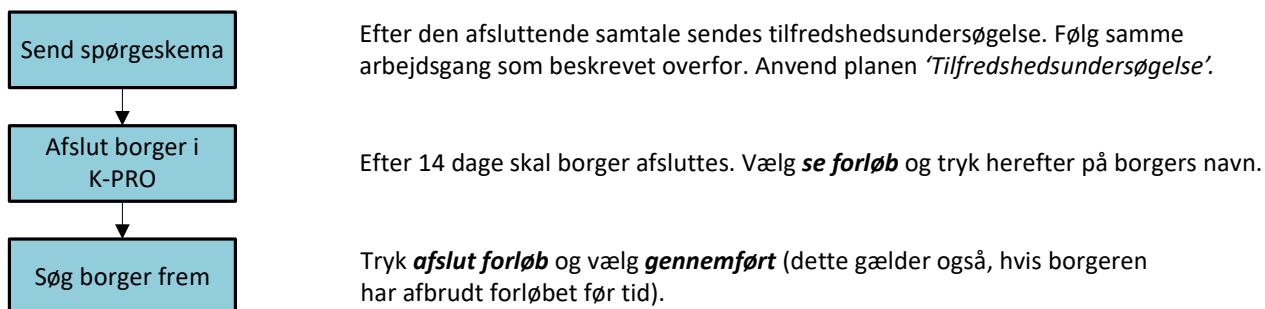 Send spørgeskema
Efter den afsluttende samtale sendes tilfredshedsundersøgelse. Følg samme
arbejdsgang som beskrevet overfor. Anvend planen ‘Tilfredshedsundersøgelse’.
Afslut borger i
K-PRO
Efter 14 dage skal borger afsluttes. Vælg se forløb og tryk herefter på borgers navn.
Søg borger frem
Tryk afslut forløb og vælg gennemført (dette gælder også, hvis borgeren
har afbrudt forløbet før tid).